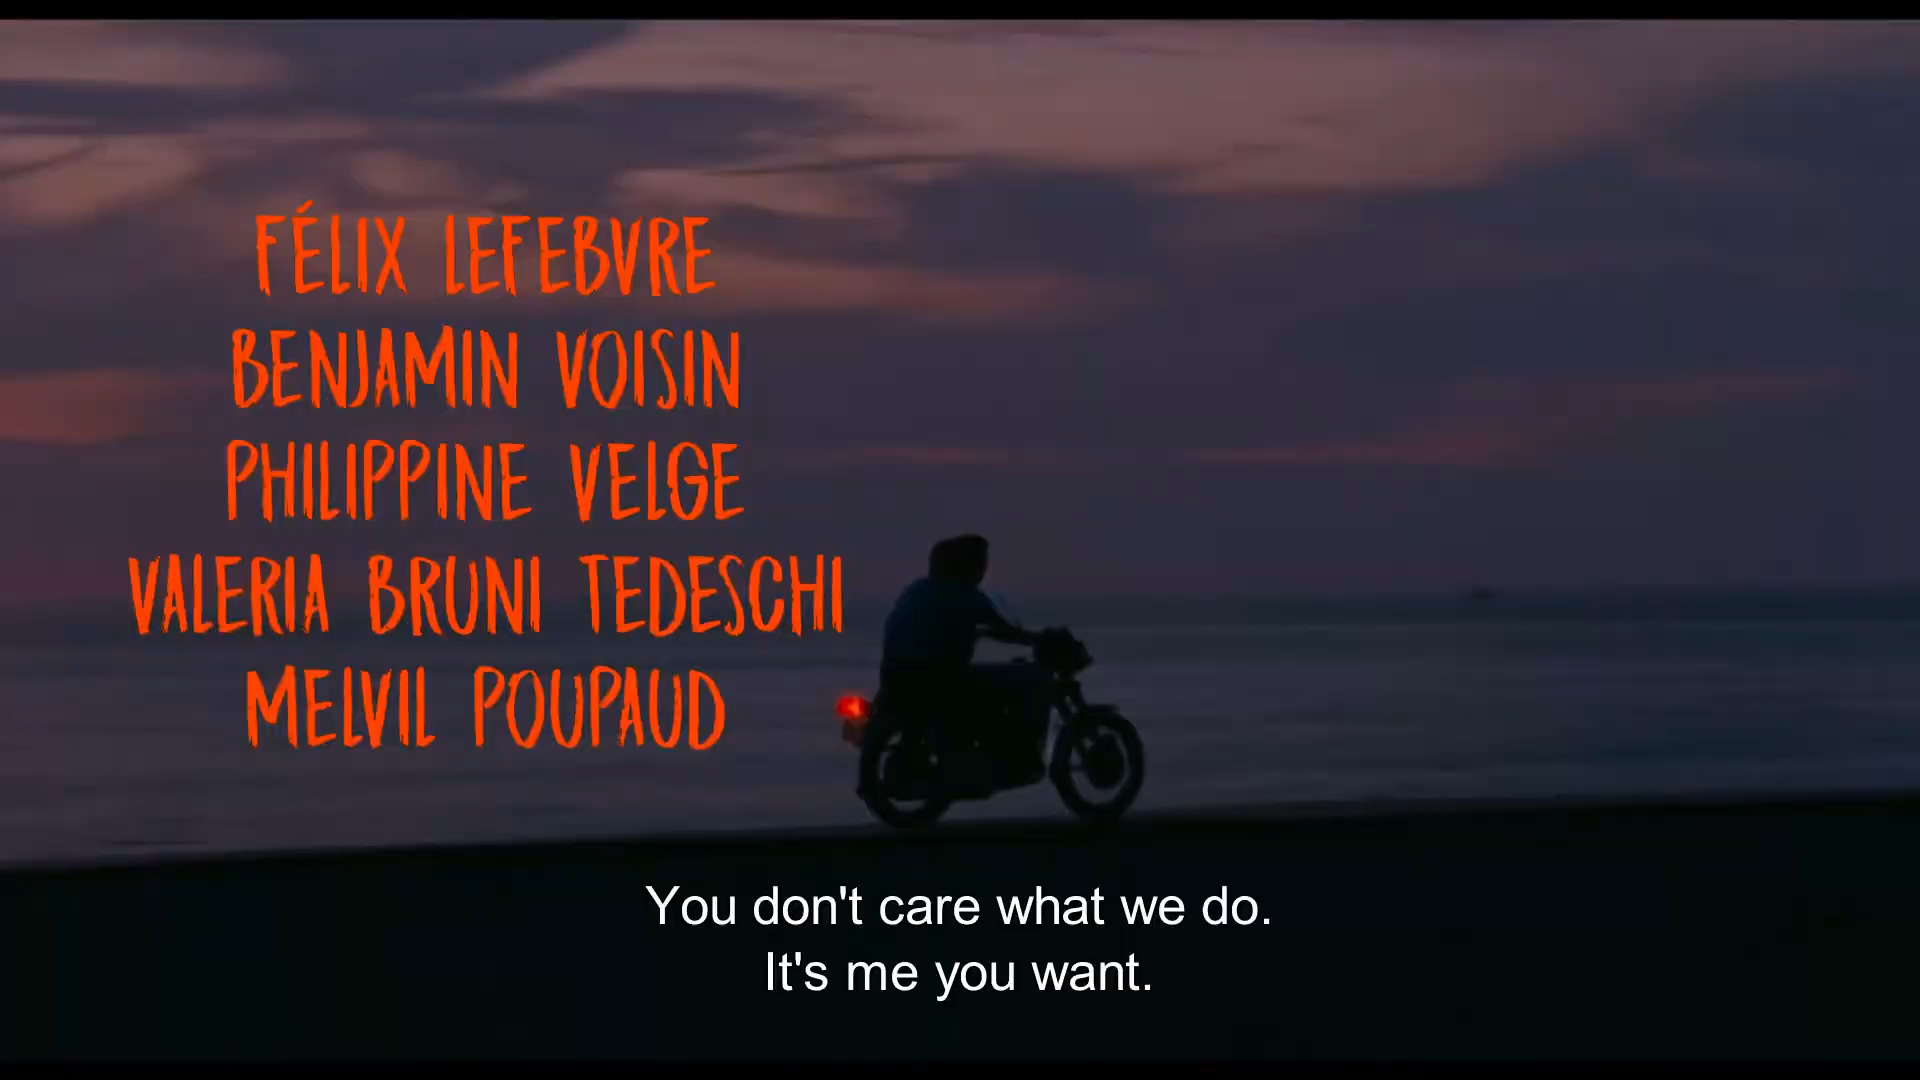 FÉLIX LEFEBVRE
BENJAMIN VOISIN
PHILIPPINE VELGE
VALERIA BRUNI TEDESCHI
MELVIL POUPAUD
You don't care what we do.
It's me you want.